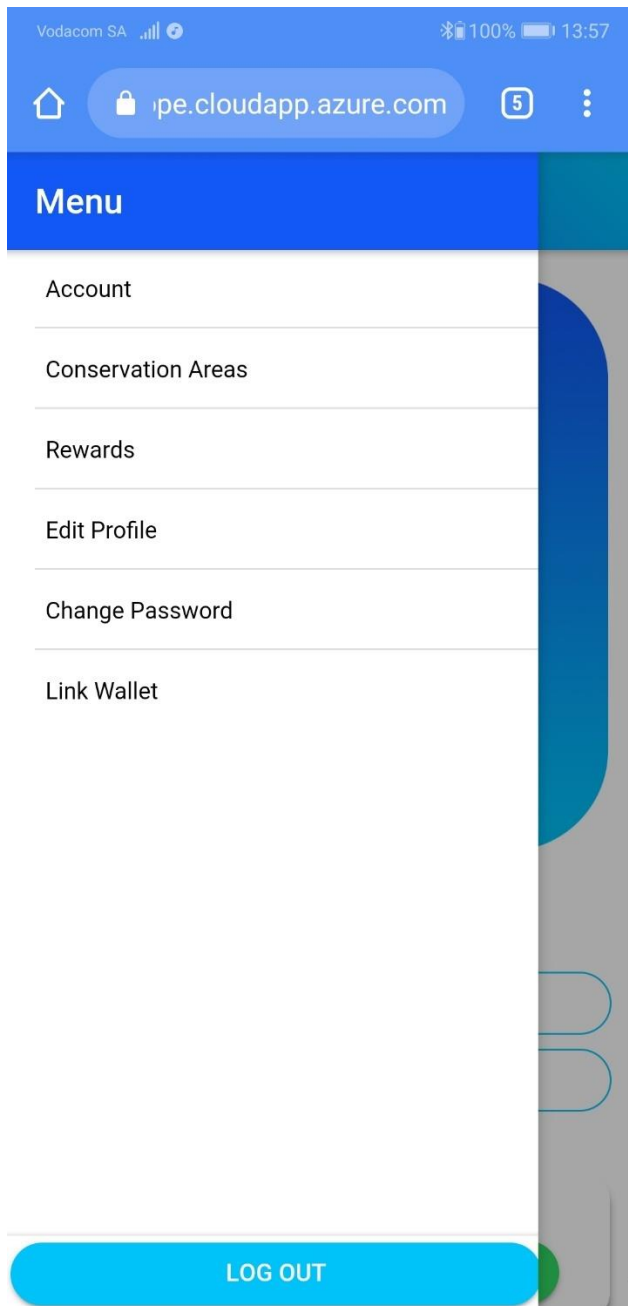 Vodacom SA 100% 13:57
pe.cloudapp.azure.com 5
Menu
Account
Conservation Areas
Rewards
Edit Profile
Change Password
Link Wallet
LOG OUT